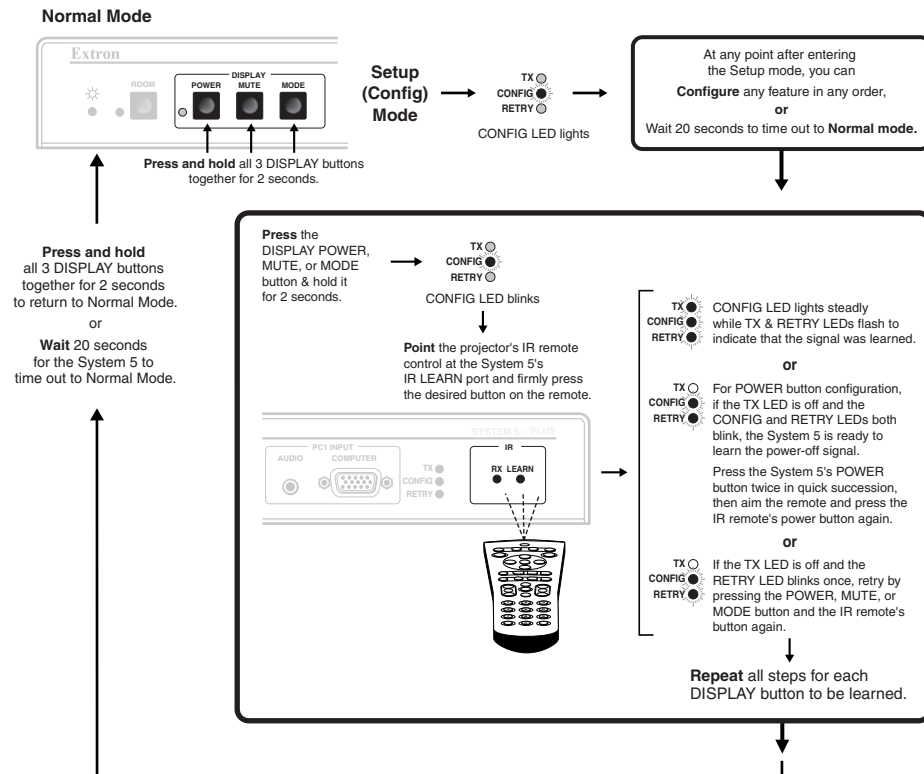 Normal Mode
Extron
ROOM
DISPLAY
POWER MUTE MODE
Press and hold all 3 DISPLAY buttons
together for 2 seconds.
Setup
(Config)
Mode
TX
CONFIG
RETRY
CONFIG LED lights
At any point after entering
the Setup mode, you can
Configure any feature in any order,
or
Wait 20 seconds to time out to Normal mode.
Press and hold
all 3 DISPLAY buttons
together for 2 seconds
to return to Normal Mode.
or
Wait 20 seconds
for the System 5 to
time out to Normal Mode.
Press the
DISPLAY POWER,
MUTE, or MODE
button & hold it
for 2 seconds.
TX
CONFIG
RETRY
CONFIG LED blinks
Point the projector's IR remote
control at the System 5's
IR LEARN port and firmly press
the desired button on the remote.
SYSTEM 5cr PLUS
PC1 INPUT
AUDIO COMPUTER
TX
CONFIG
RETRY
IR
RX LEARN
TX
CONFIG
RETRY
CONFIG LED lights steadily
while TX & RETRY LEDs flash to
indicate that the signal was learned.
or
TX
CONFIG
RETRY
For POWER button configuration,
if the TX LED is off and the
CONFIG and RETRY LEDs both
blink, the System 5 is ready to
learn the power-off signal.
Press the System 5's POWER
button twice in quick succession,
then aim the remote and press the
IR remote's power button again.
or
TX
CONFIG
RETRY
If the TX LED is off and the
RETRY LED blinks once, retry by
pressing the POWER, MUTE, or
MODE button and the IR remote's
button again.
Repeat all steps for each
DISPLAY button to be learned.